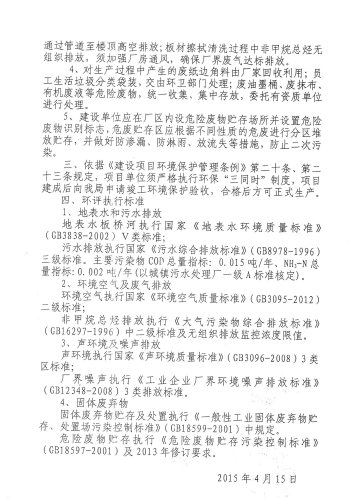 通过管道至楼顶高空排放;板材擦拭清洗过程中非甲烷总烃无
组织排放，须加强厂房通风，确保厂界废气达标排放。
4、对生产过程中产生的废纸边角料由厂家回收利用；员
工生活垃圾分类袋装，交由环卫部门处理；废油墨桶、废抹布、
有机废液等危险废物，统一收集、集中存放，委托有资质单位
进行处理。
5、建设单位应在厂区内设危险废物贮存场所并设置危险
废物识别标志，危废贮存区应根据不同性质的危废进行分区堆
放贮存，并做好防渗漏、防淋雨、放流失等措施，防止二次污
染。
三、依据《建设项目环境保护管理条例》第二十条、第二
十三条规定，项目单位须严格执行环保“三同时”制度，项目
建成后向我局申请竣工环境保护验收，合格后方可正式生产。
四、环评执行标准
1、地表水和污水排放
地表水板桥河执行国家《地表水环境质量标准》
(GB3838-2002) Ⅴ类标准；
污水排放执行国家《污水综合排放标准》(GB8978-1996)
三级标准。主要污染物 COD总量指标: 0.015 吨/年、NH₃-N 总
量指标: 0.002 吨/年(以城镇污水处理厂一级 A 标准核定)。
2、环境空气及废气排放
环境空气执行国家《环境空气质量标准》(GB3095-2012)
二级标准；
非甲烷总烃排放执行《大气污染物综合排放标准》
(GB16297-1996) 中二级标准及无组织排放监控浓度限值。
3、声环境及噪声排放
声环境执行国家《声环境质量标准》(GB3096-2008) 3 类
区标准；
厂界噪声执行《工业企业厂界环境噪声排放标准》
(GB12348-2008) 3 类排放标准。
4、固体废弃物
固体废弃物贮存及处置执行《一般性工业固体废弃物贮
存、处置场污染控制标准》(GB18599-2001) 中规定。
危险废物贮存执行《危险废物贮存污染控制标准》
(GB18597-2001) 及 2013 年修订要求。
2015 年 4 月 15 日